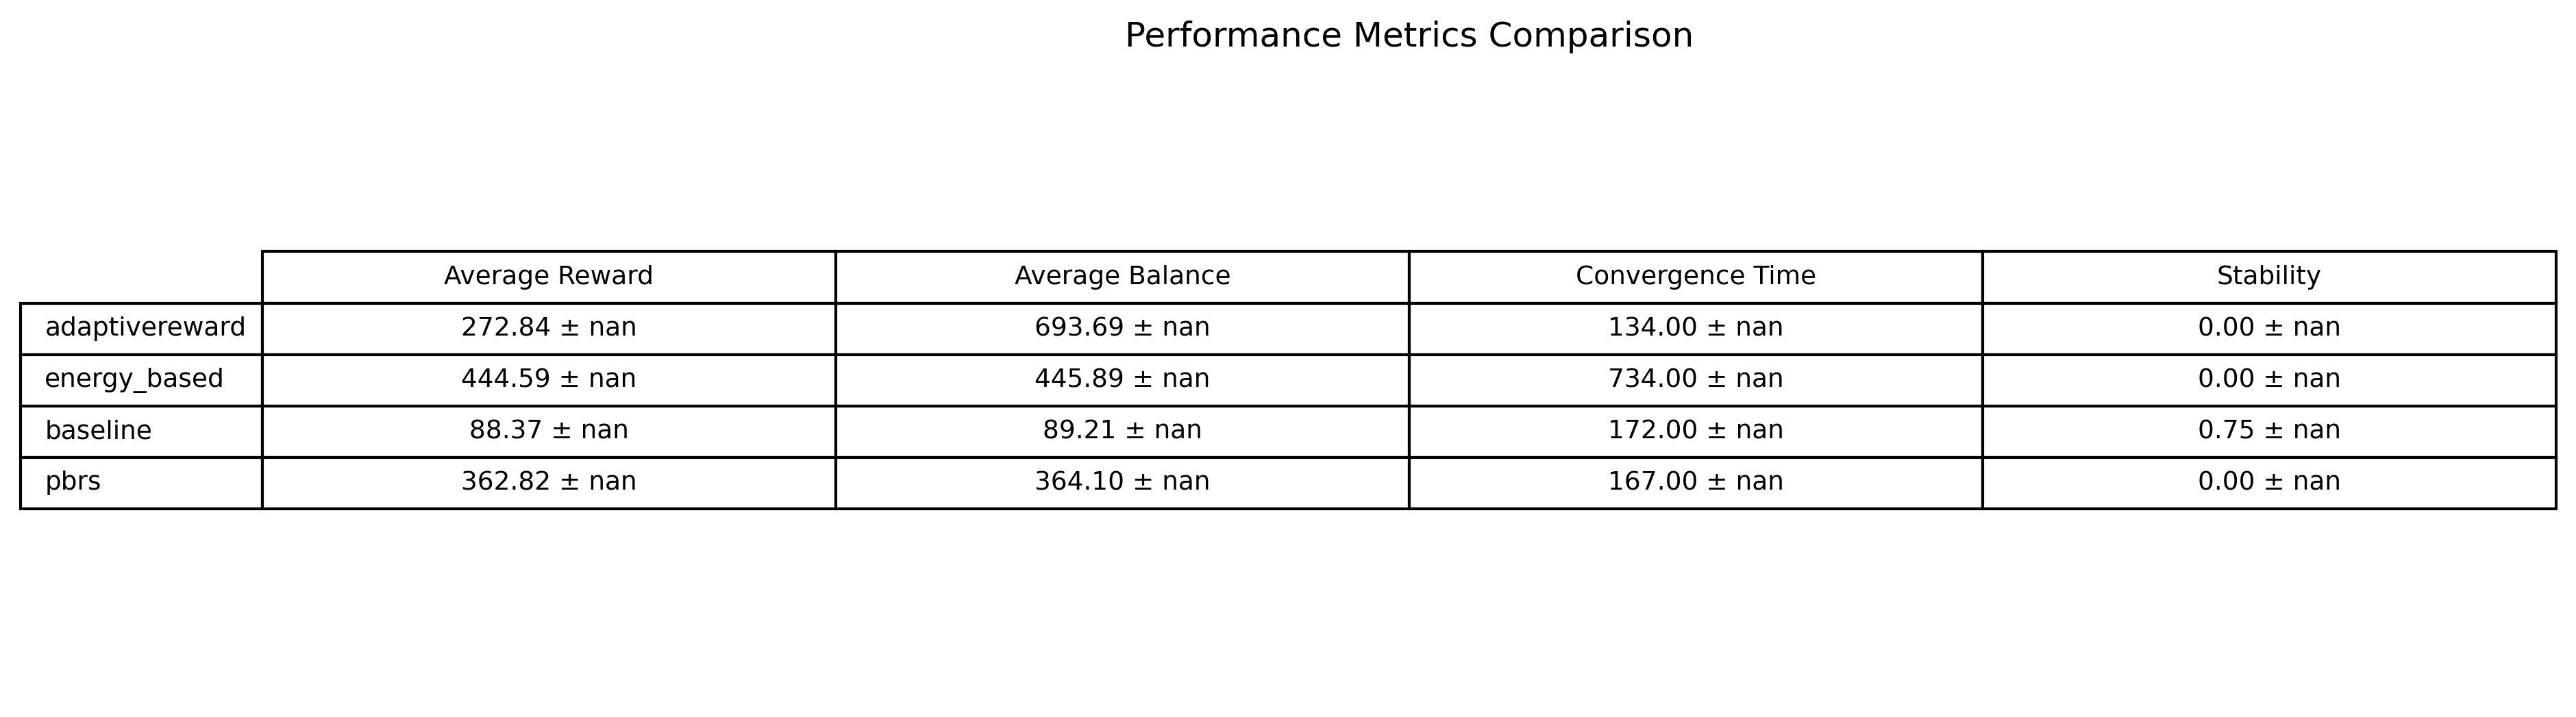 Performance Metrics Comparison
Average Reward Average Balance Convergence Time Stability
adaptivereward 272.84 ± nan 693.69 ± nan 134.00 ± nan 0.00 ± nan
energy_based 444.59 ± nan 445.89 ± nan 734.00 ± nan 0.00 ± nan
baseline 88.37 ± nan 89.21 ± nan 172.00 ± nan 0.75 ± nan
pbrs 362.82 ± nan 364.10 ± nan 167.00 ± nan 0.00 ± nan